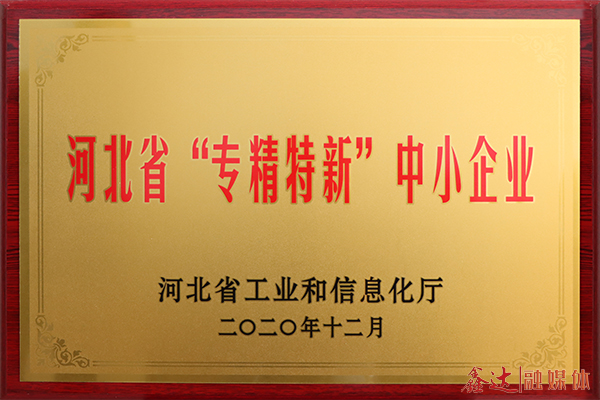 河北省“专精特新”中小企业
河北省工业和信息化厅
二〇二〇年十二月
鑫达|融媒体